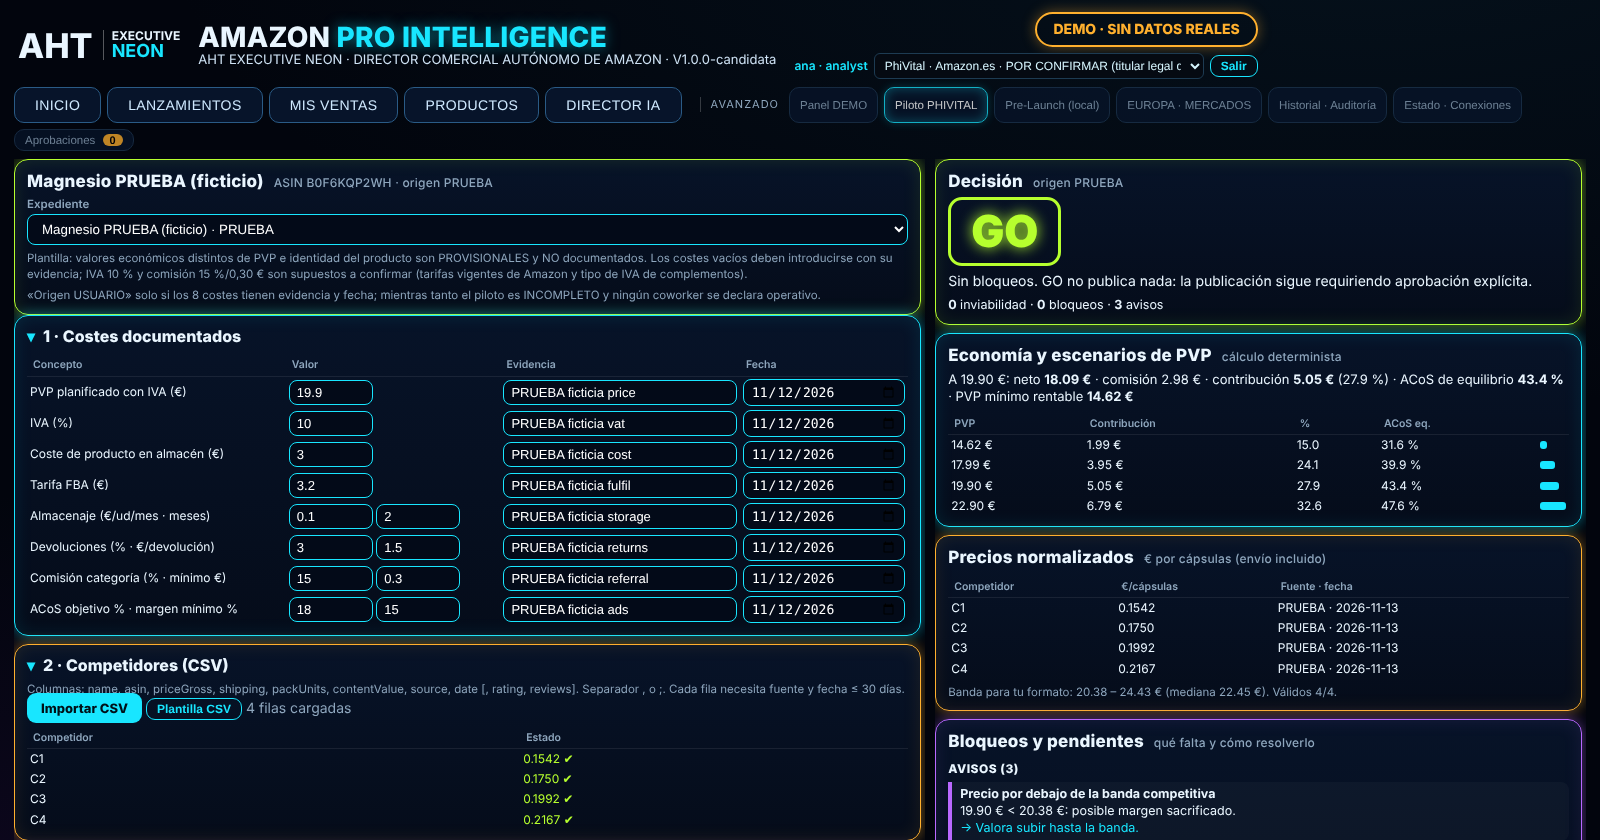 AHT EXECUTIVE NEON
AMAZON PRO INTELLIGENCE
AHT EXECUTIVE NEON · DIRECTOR COMERCIAL AUTÓNOMO DE AMAZON · V1.0.0-candidata
DEMO · SIN DATOS REALES
ana · analyst
PhiVital · Amazon.es · POR CONFIRMAR (titular legal c
Salir
INICIO
LANZAMIENTOS
MIS VENTAS
PRODUCTOS
DIRECTOR IA
AVANZADO
Panel DEMO
Piloto PHIVITAL
Pre-Launch (local)
EUROPA · MERCADOS
Historial · Auditoría
Estado · Conexiones
Aprobaciones 0
Magnesio PRUEBA (ficticio) ASIN B0F6KQP2WH · origen PRUEBA
Expediente
Magnesio PRUEBA (ficticio) · PRUEBA
Plantilla: valores económicos distintos de PVP e identidad del producto son PROVISIONALES y NO documentados. Los costes vacíos deben introducirse con su
evidencia; IVA 10 % y comisión 15 %/0,30 € son supuestos a confirmar (tarifas vigentes de Amazon y tipo de IVA de complementos).
«Origen USUARIO» solo si los 8 costes tienen evidencia y fecha; mientras tanto el piloto es INCOMPLETO y ningún coworker se declara operativo.
▼ 1 · Costes documentados
Concepto Valor Evidencia Fecha
PVP planificado con IVA (€) 19.9 PRUEBA ficticia price 11/12/2026
IVA (%) 10 PRUEBA ficticia vat 11/12/2026
Coste de producto en almacén (€) 3 PRUEBA ficticia cost 11/12/2026
Tarifa FBA (€) 3.2 PRUEBA ficticia fulfil 11/12/2026
Almacenaje (€/ud/mes · meses) 0.1 2 PRUEBA ficticia storage 11/12/2026
Devoluciones (% · €/devolución) 3 1.5 PRUEBA ficticia returns 11/12/2026
Comisión categoría (% · mínimo €) 15 0.3 PRUEBA ficticia referral 11/12/2026
ACoS objetivo % · margen mínimo % 18 15 PRUEBA ficticia ads 11/12/2026
▼ 2 · Competidores (CSV)
Columnas: name, asin, priceGross, shipping, packUnits, contentValue, source, date [, rating, reviews]. Separador , o ;. Cada fila necesita fuente y fecha ≤ 30 días.
Importar CSV Plantilla CSV 4 filas cargadas
Competidor Estado
C1 0.1542 ✔
C2 0.1750 ✔
C3 0.1992 ✔
C4 0.2167 ✔
Decisión origen PRUEBA
GO
Sin bloqueos. GO no publica nada: la publicación sigue requiriendo aprobación explícita.
0 inviabilidad · 0 bloqueos · 3 avisos
Economía y escenarios de PVP cálculo determinista
A 19.90 €: neto 18.09 € · comisión 2.98 € · contribución 5.05 € (27.9 %) · ACoS de equilibrio 43.4 %
· PVP mínimo rentable 14.62 €
PVP Contribución % ACoS eq.
14.62 € 1.99 € 15.0 31.6 %
17.99 € 3.95 € 24.1 39.9 %
19.90 € 5.05 € 27.9 43.4 %
22.90 € 6.79 € 32.6 47.6 %
Precios normalizados € por cápsulas (envío incluido)
Competidor €/cápsulas Fuente · fecha
C1 0.1542 PRUEBA · 2026-11-13
C2 0.1750 PRUEBA · 2026-11-13
C3 0.1992 PRUEBA · 2026-11-13
C4 0.2167 PRUEBA · 2026-11-13
Banda para tu formato: 20.38 – 24.43 € (mediana 22.45 €). Válidos 4/4.
Bloqueos y pendientes qué falta y cómo resolverlo
AVISOS (3)
Precio por debajo de la banda competitiva
19.90 € < 20.38 €: posible margen sacrificado.
→ Valora subir hasta la banda.